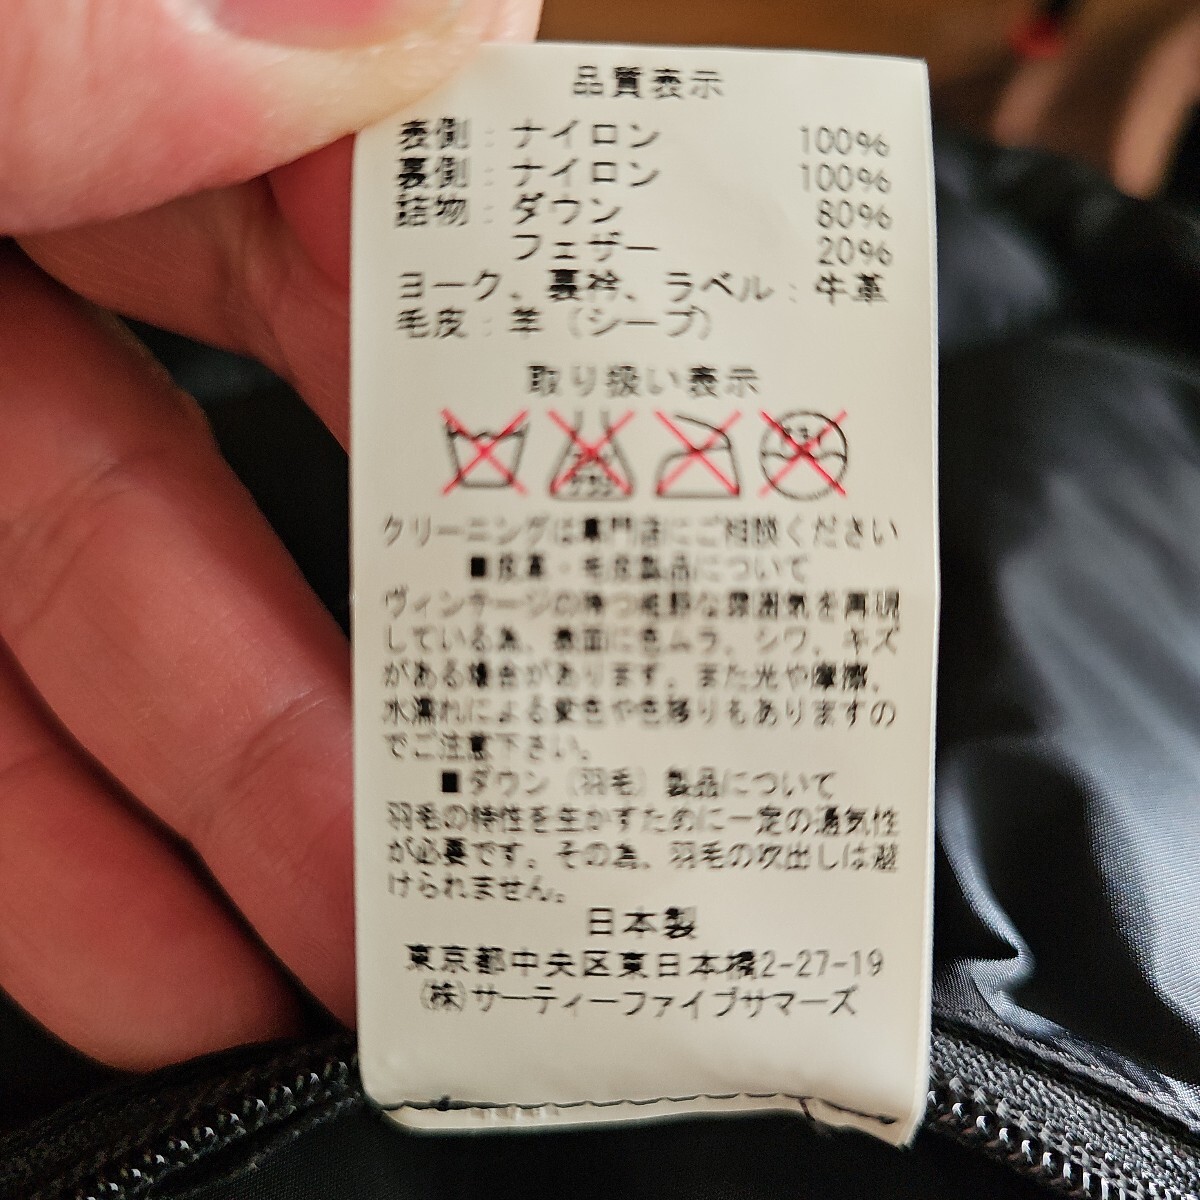 品質表示
表側：ナイロン 100%
裏側：ナイロン 100%
詰物：ダウン 80%
フェザー 20%
ヨーク、裏衿、ラベル：牛革
毛皮：羊（シープ）
取り扱い表示
クリーニングは専門店にご相談ください
■皮革・毛皮製品について
ヴィンテージの持つ粗野な雰囲気を再現
している為、表面に色ムラ、シワ、キズ
がある場合があります。また光や摩擦、
水濡れによる変色や色移りもありますの
でご注意下さい。
■ダウン（羽毛）製品について
羽毛の特性を生かすために一定の通気性
が必要です。その為、羽毛の吹出しは避
けられません。
日本製
東京都中央区東日本橋2-27-19
(株)サーティーファイブサマーズ